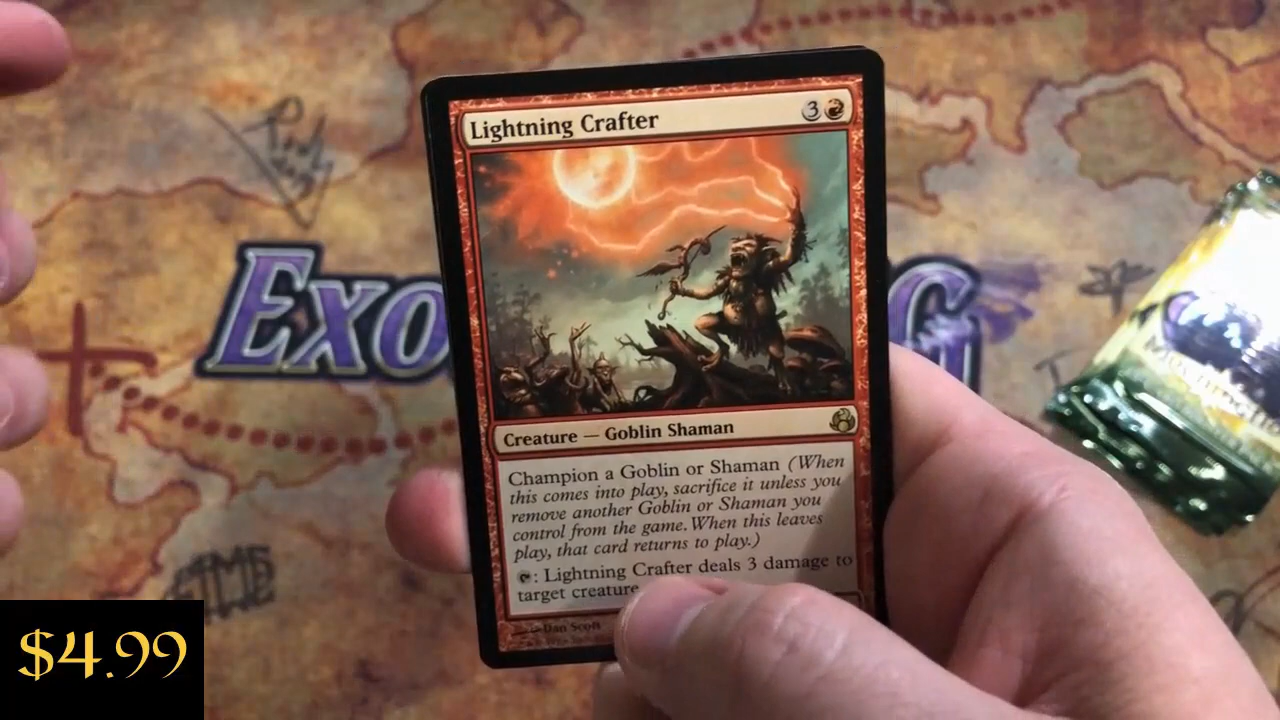 Lightning Crafter
3
Exo
G
Creature — Goblin Shaman
Champion a Goblin or Shaman (When
this comes into play, sacrifice it unless you
remove another Goblin or Shaman you
control from the game. When this leaves
play, that card returns to play.)
: Lightning Crafter deals 3 damage to
target creature
Dan Scott
$4.99